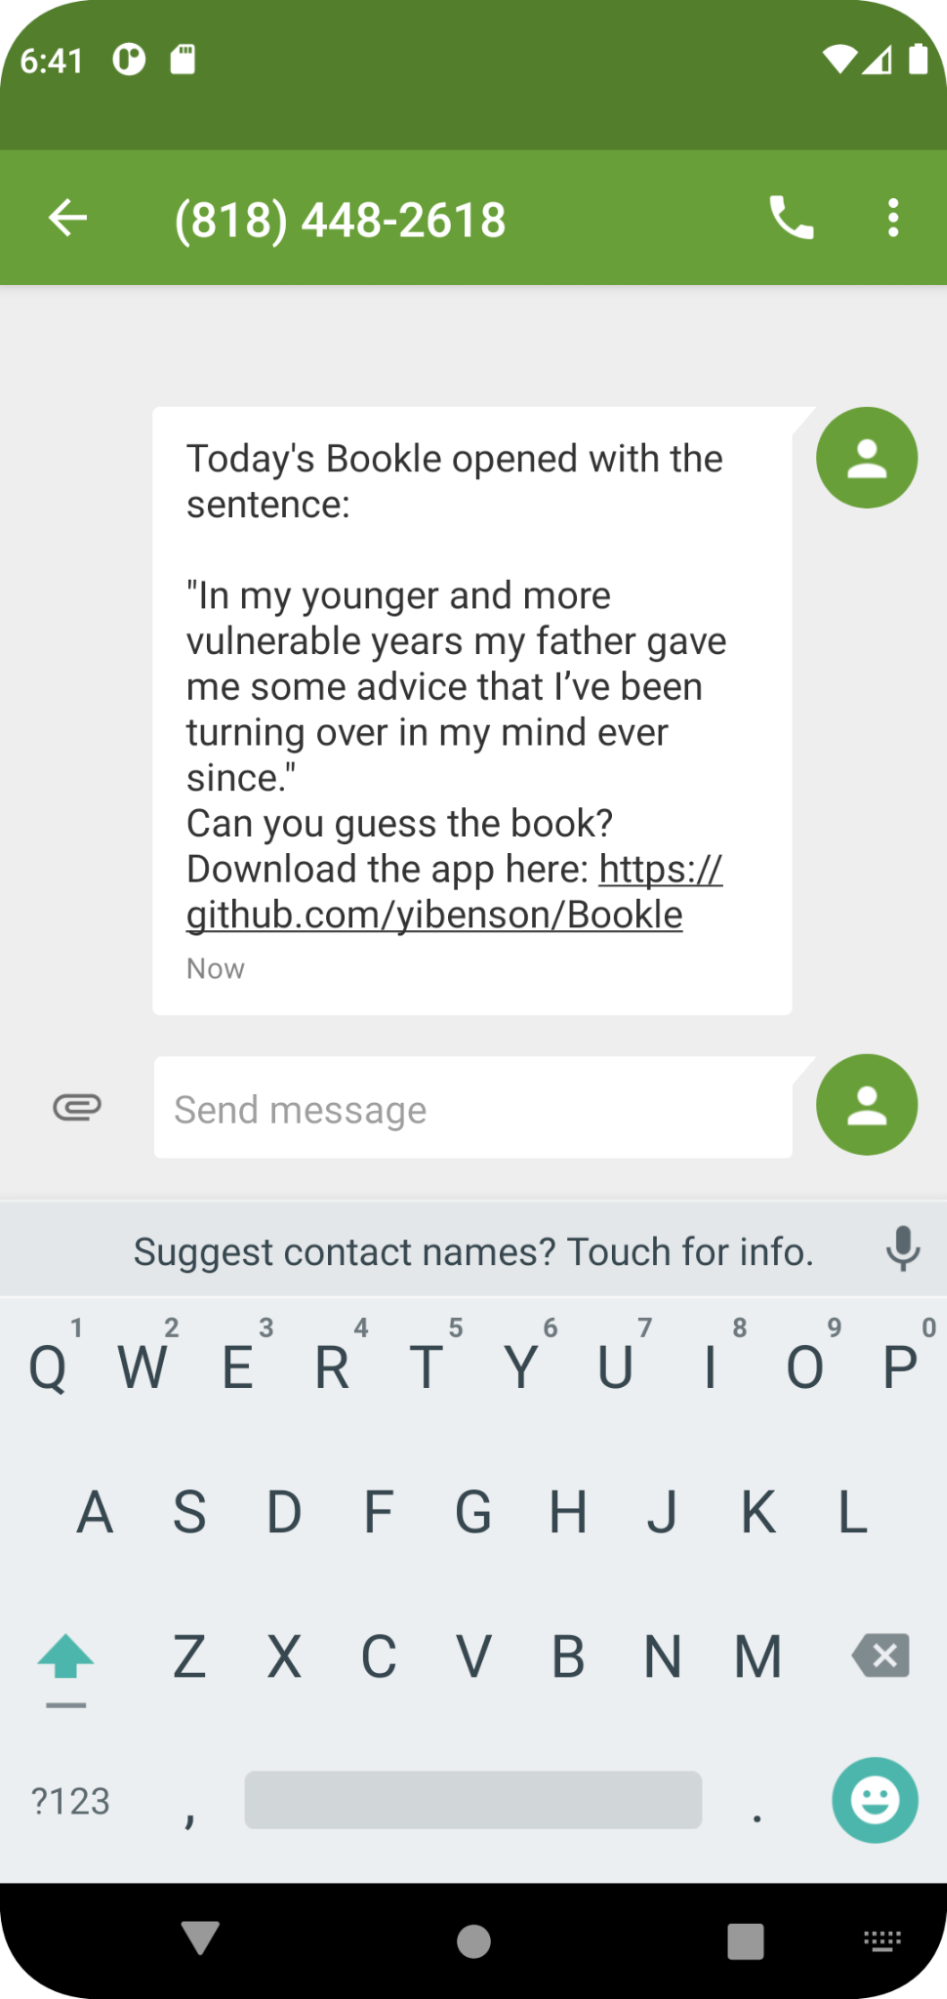 6:41
(818) 448-2618
Today's Bookle opened with the
sentence:
"In my younger and more
vulnerable years my father gave
me some advice that I’ve been
turning over in my mind ever
since."
Can you guess the book?
Download the app here: https://
github.com/yibenson/Bookle
Now
Send message
Suggest contact names? Touch for info.
1 2 3 4 5 6 7 8 9 0
Q W E R T Y U I O P
A S D F G H J K L
Z X C V B N M
?123 , .